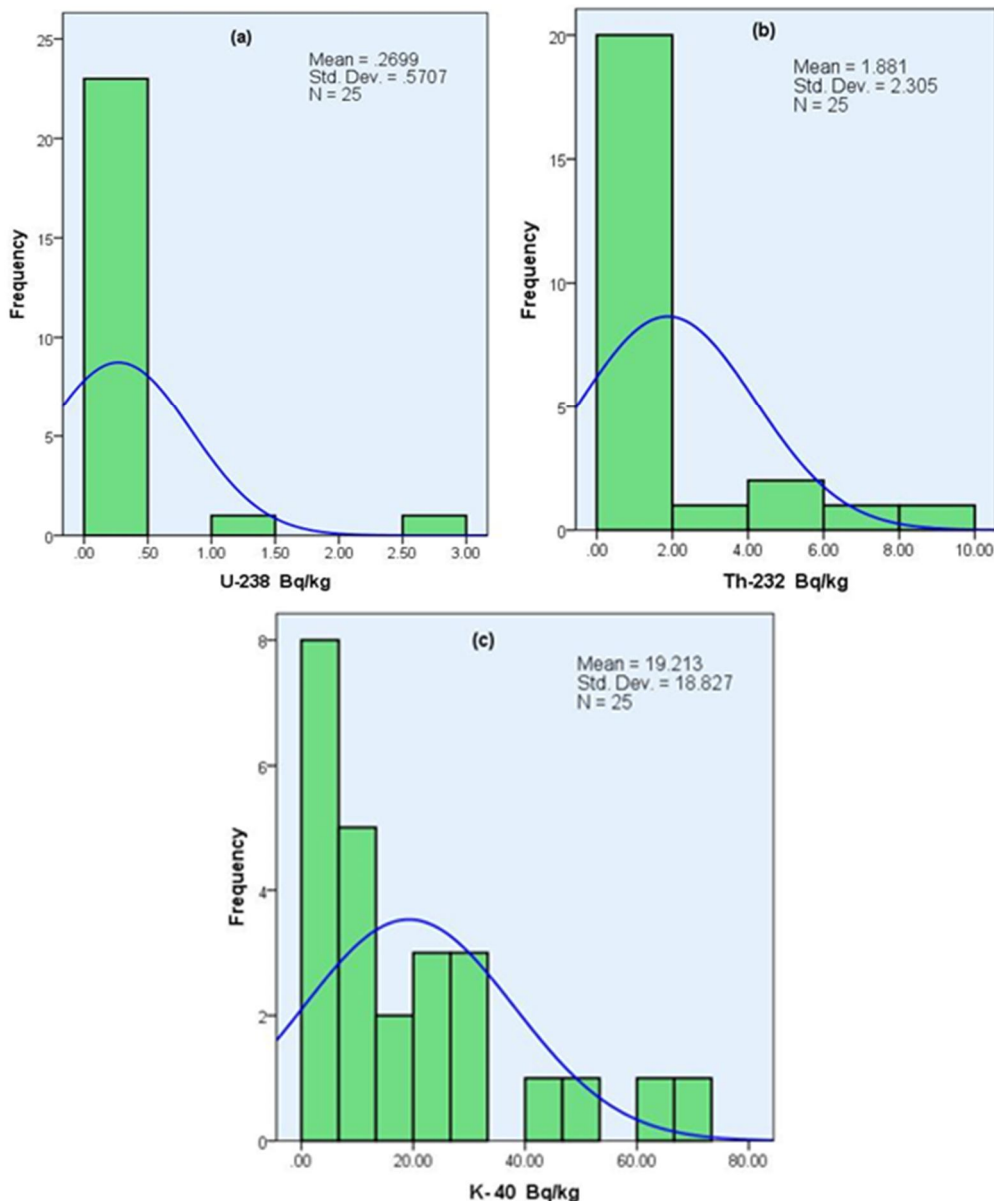 (a)
Mean = .2699
Std. Dev. = .5707
N = 25
Frequency
25
20
15
10
5
0
.00 .50 1.00 1.50 2.00 2.50 3.00
U-238 Bq/kg
(b)
Mean = 1.881
Std. Dev. = 2.305
N = 25
Frequency
20
15
10
5
0
.00 2.00 4.00 6.00 8.00 10.00
Th-232 Bq/kg
(c)
Mean = 19.213
Std. Dev. = 18.827
N = 25
Frequency
8
6
4
2
0
.00 20.00 40.00 60.00 80.00
K-40 Bq/kg